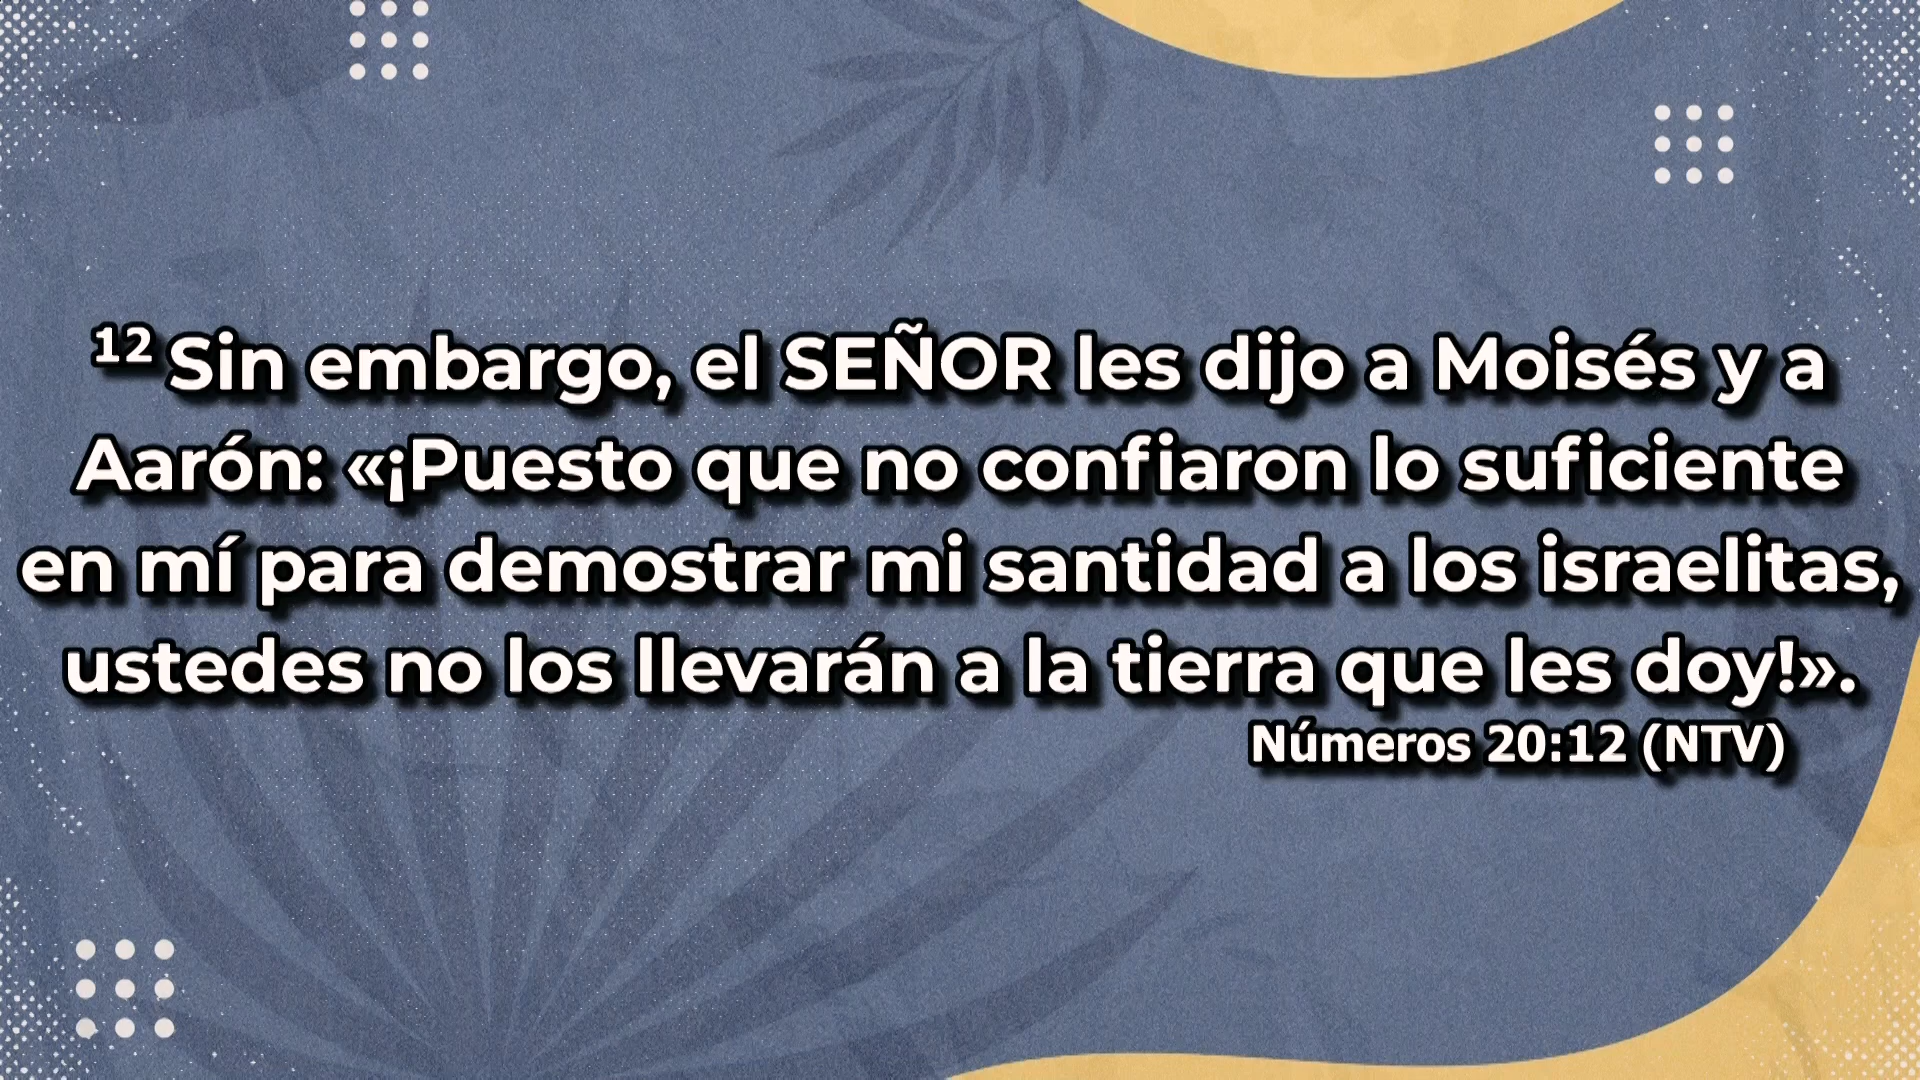 12 Sin embargo, el SEÑOR les dijo a Moisés y a
Aarón: «¡Puesto que no confiaron lo suficiente
en mí para demostrar mi santidad a los israelitas,
ustedes no los llevarán a la tierra que les doy!».
Números 20:12 (NTV)